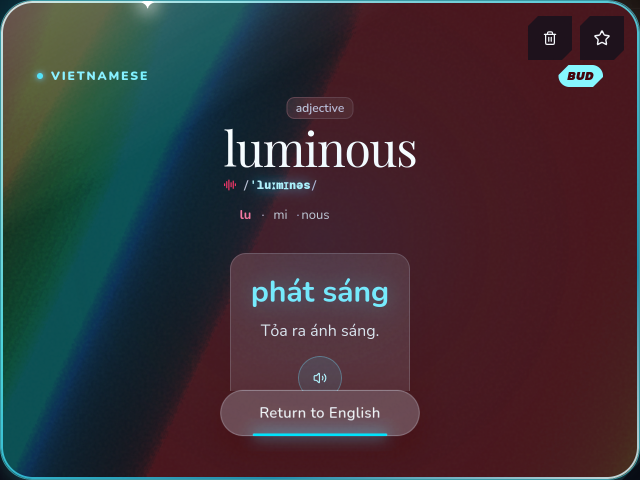 VIETNAMESE
BUD
adjective
luminous
/ˈluːmɪnəs/
lu · mi · nous
phát sáng
Tỏa ra ánh sáng.
Return to English